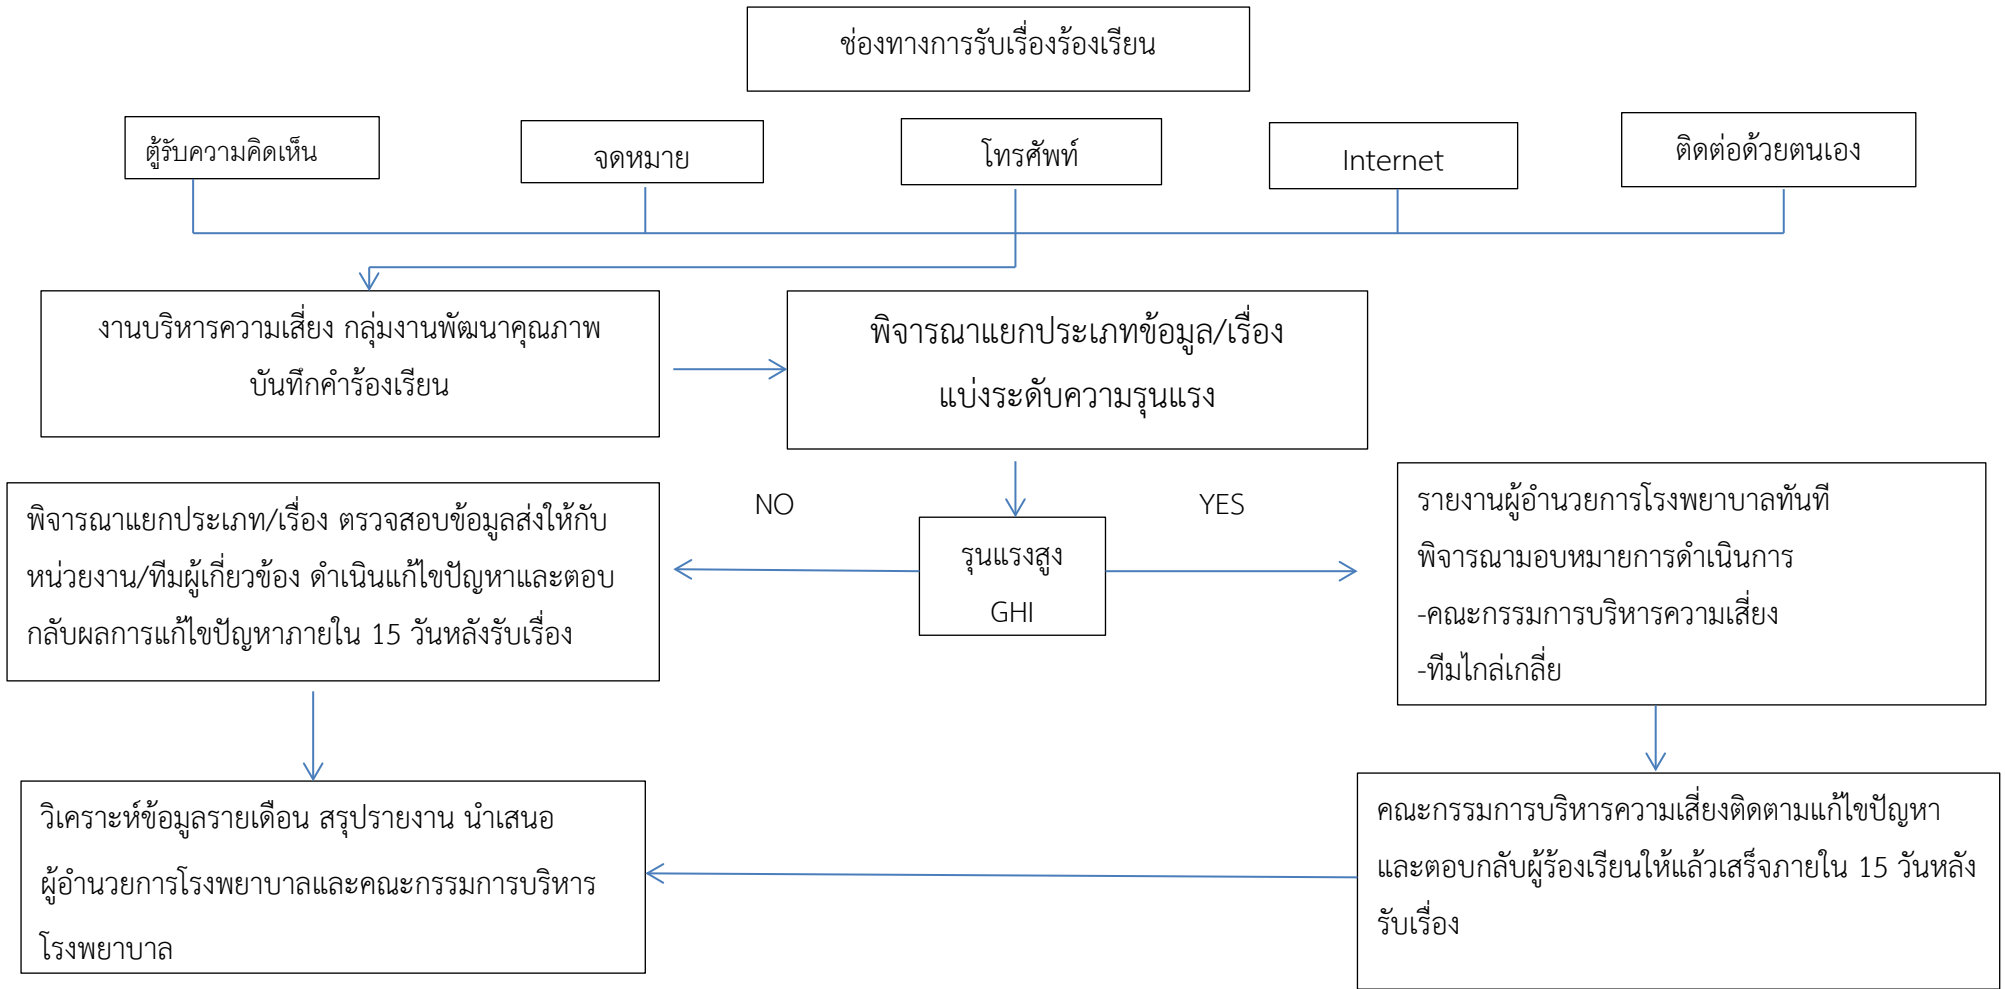 ช่องทางการรับเรื่องร้องเรียน
ตู้รับความคิดเห็น
จดหมาย
โทรศัพท์
Internet
ติดต่อด้วยตนเอง
งานบริหารความเสี่ยง กลุ่มงานพัฒนาคุณภาพ
บันทึกคำร้องเรียน
พิจารณาแยกประเภทข้อมูล/เรื่อง
แบ่งระดับความรุนแรง
NO
YES
พิจารณาแยกประเภท/เรื่อง ตรวจสอบข้อมูลส่งให้กับ
หน่วยงาน/ทีมผู้เกี่ยวข้อง ดำเนินแก้ไขปัญหาและตอบ
กลับผลการแก้ไขปัญหาภายใน 15 วันหลังรับเรื่อง
รุนแรงสูง
GHI
รายงานผู้อำนวยการโรงพยาบาลทันที
พิจารณามอบหมายการดำเนินการ
-คณะกรรมการบริหารความเสี่ยง
-ทีมไกล่เกลี่ย
วิเคราะห์ข้อมูลรายเดือน สรุปรายงาน นำเสนอ
ผู้อำนวยการโรงพยาบาลและคณะกรรมการบริหาร
โรงพยาบาล
คณะกรรมการบริหารความเสี่ยงติดตามแก้ไขปัญหา
และตอบกลับผู้ร้องเรียนให้แล้วเสร็จภายใน 15 วันหลัง
รับเรื่อง